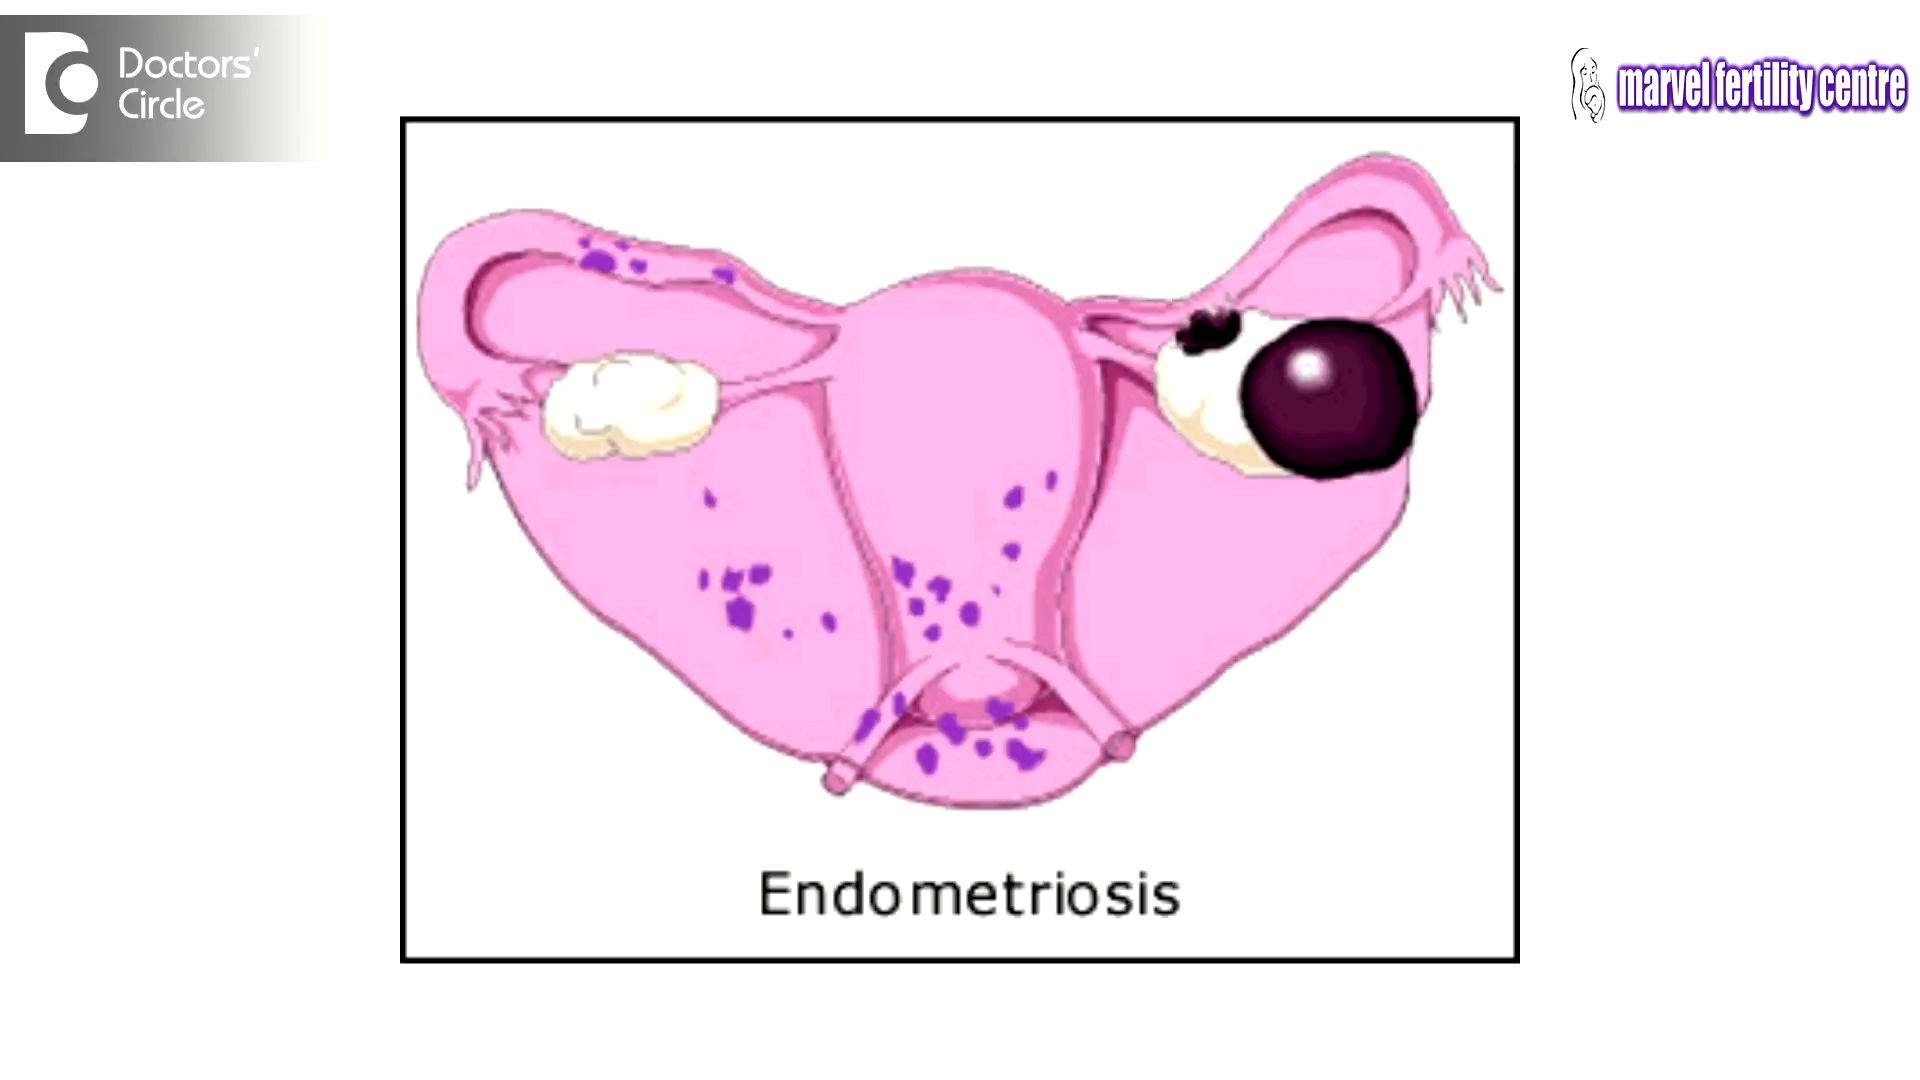 Doctors'
Circle
marvel fertility centre
Endometriosis